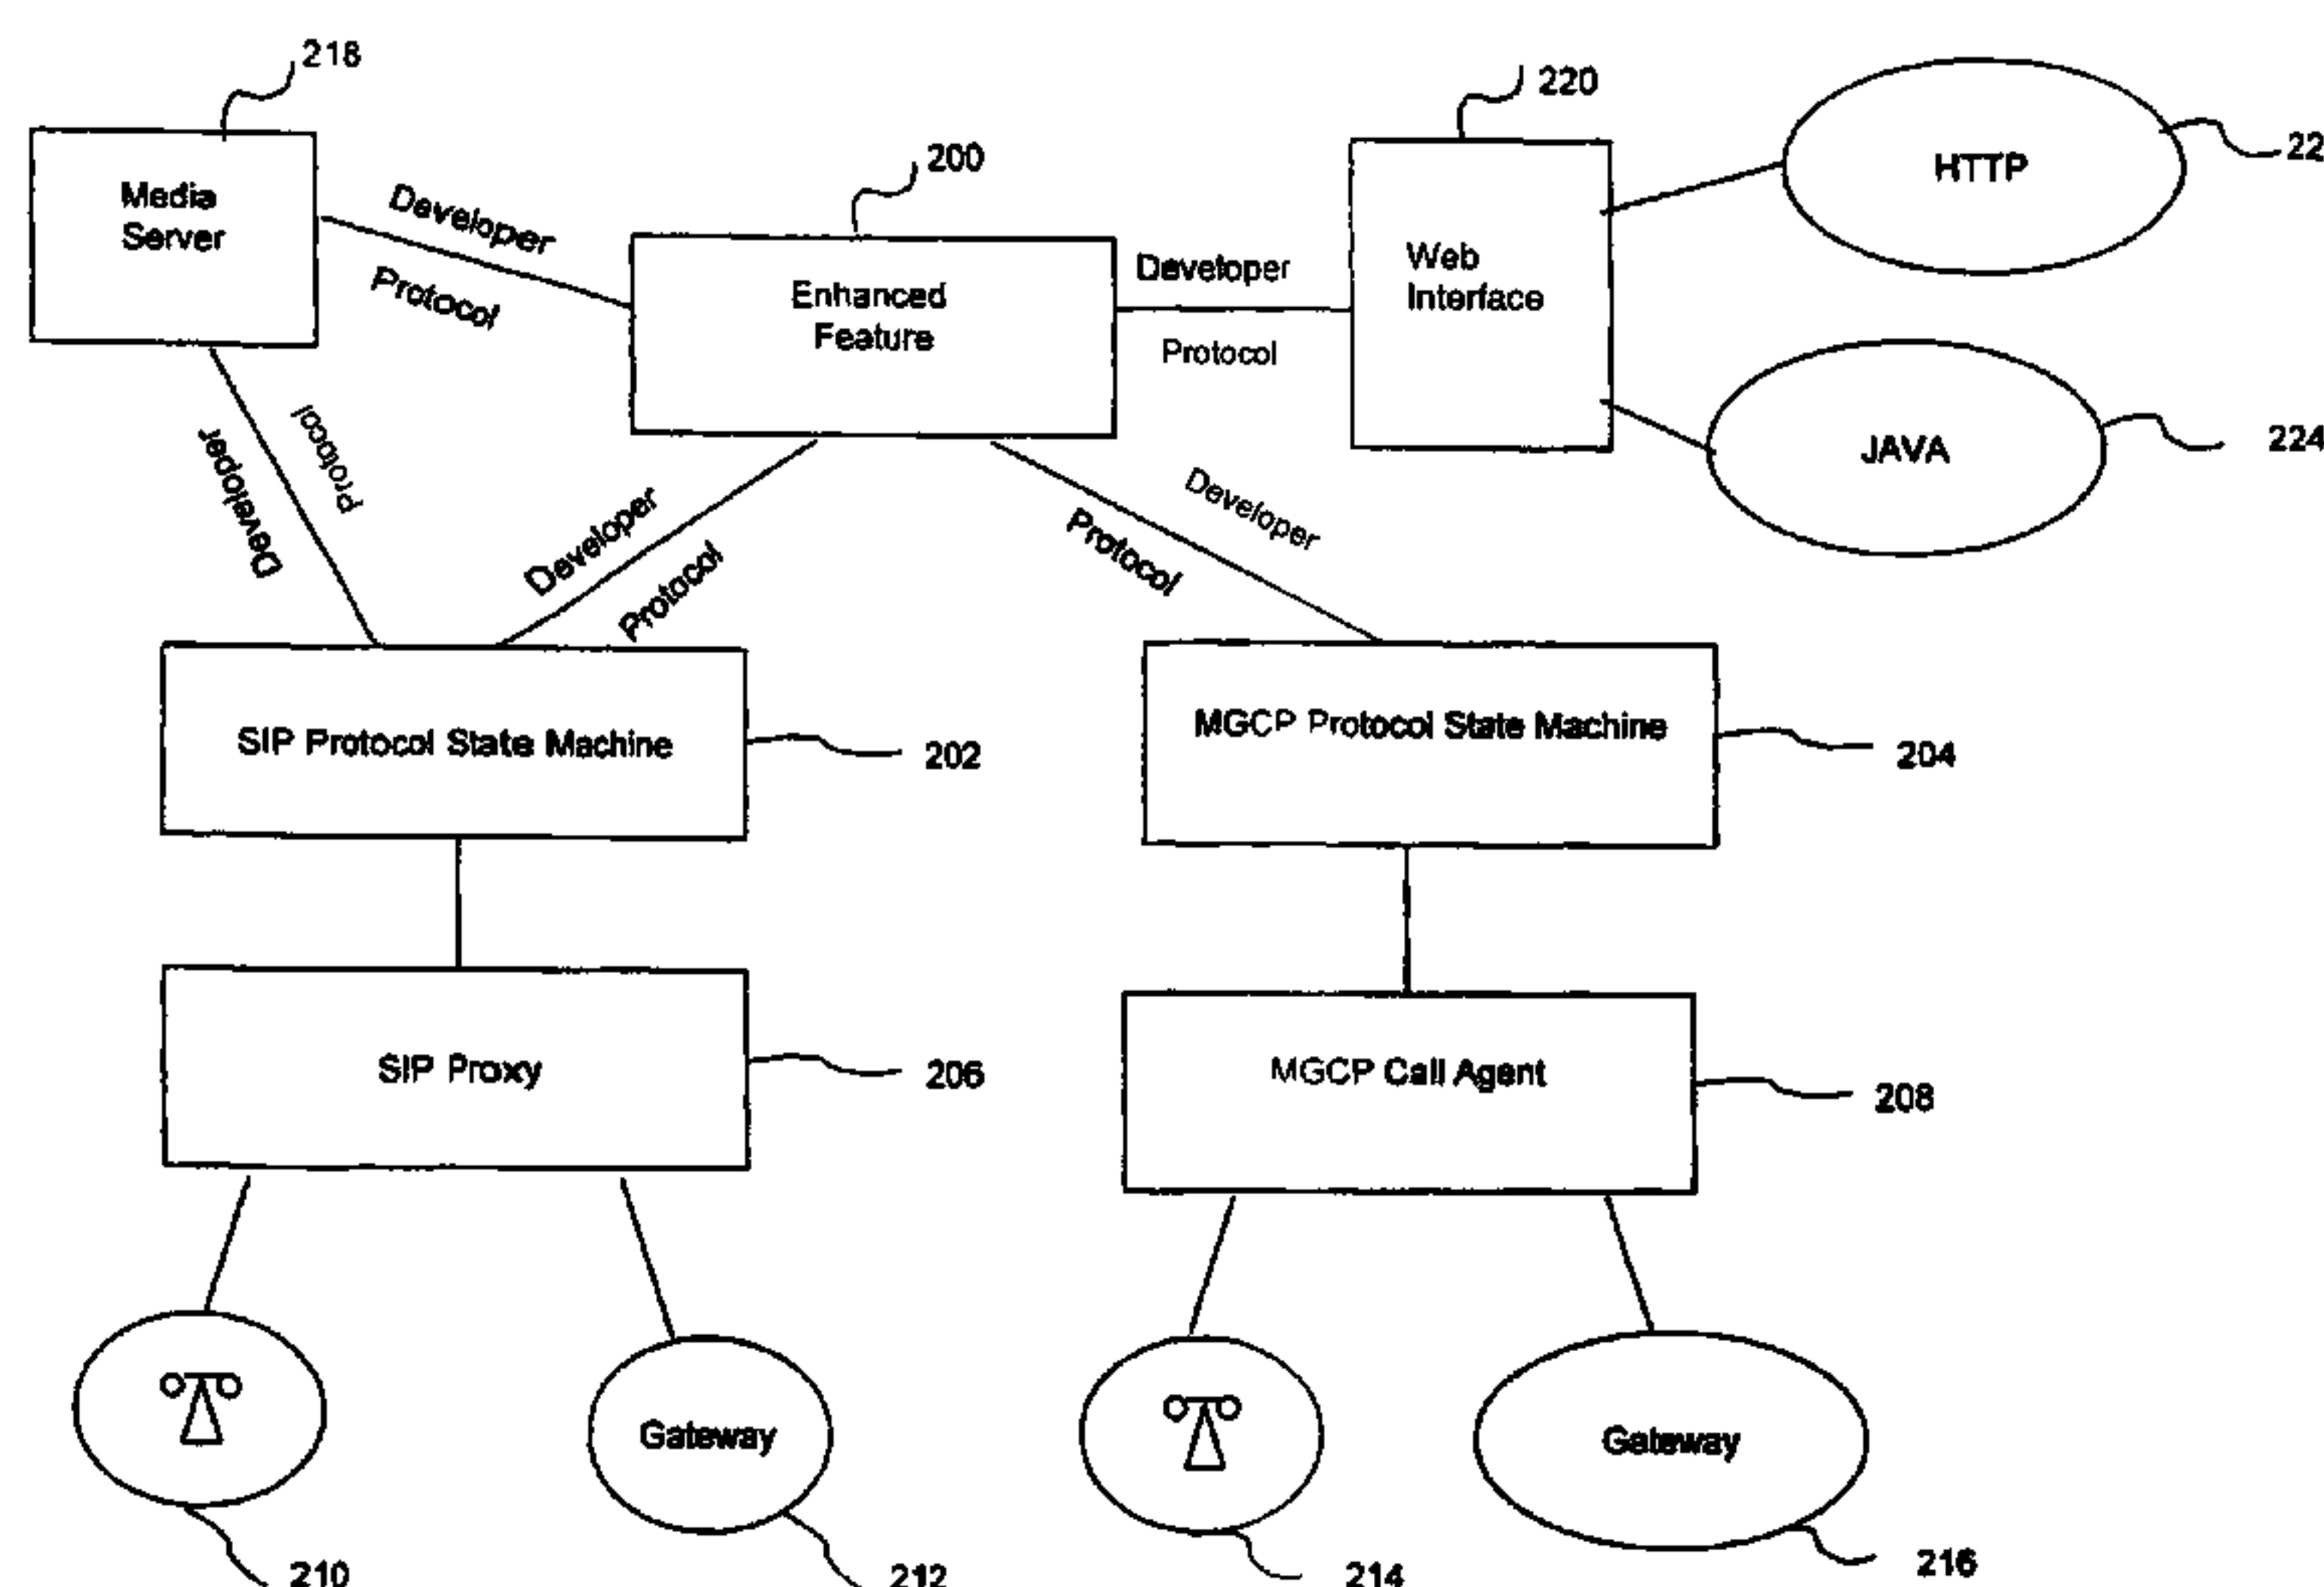 218
220
HTTP
22
200
Media
Server
Developer
Protocol
Enhanced
Feature
Developer
Protocol
Web
Interface
JAVA
224
Developer
Protocol
Developer
Protocol
Developer
Protocol
SIP Protocol State Machine
202
MGCP Protocol State Machine
204
SIP Proxy
206
MGCP Call Agent
208
Gateway
Gateway
210
212
214
216